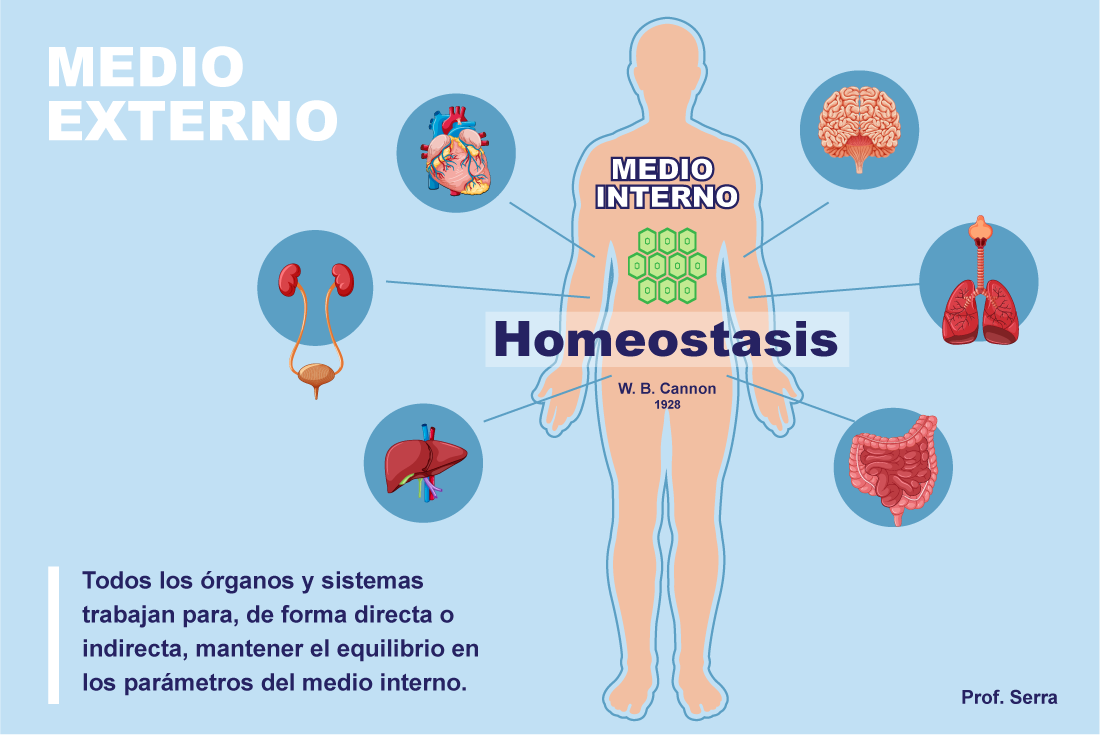 MEDIO
EXTERNO
MEDIO
INTERNO
Homeostasis
W. B. Cannon
1928
Todos los órganos y sistemas
trabajan para, de forma directa o
indirecta, mantener el equilibrio en
los parámetros del medio interno.
Prof. Serra